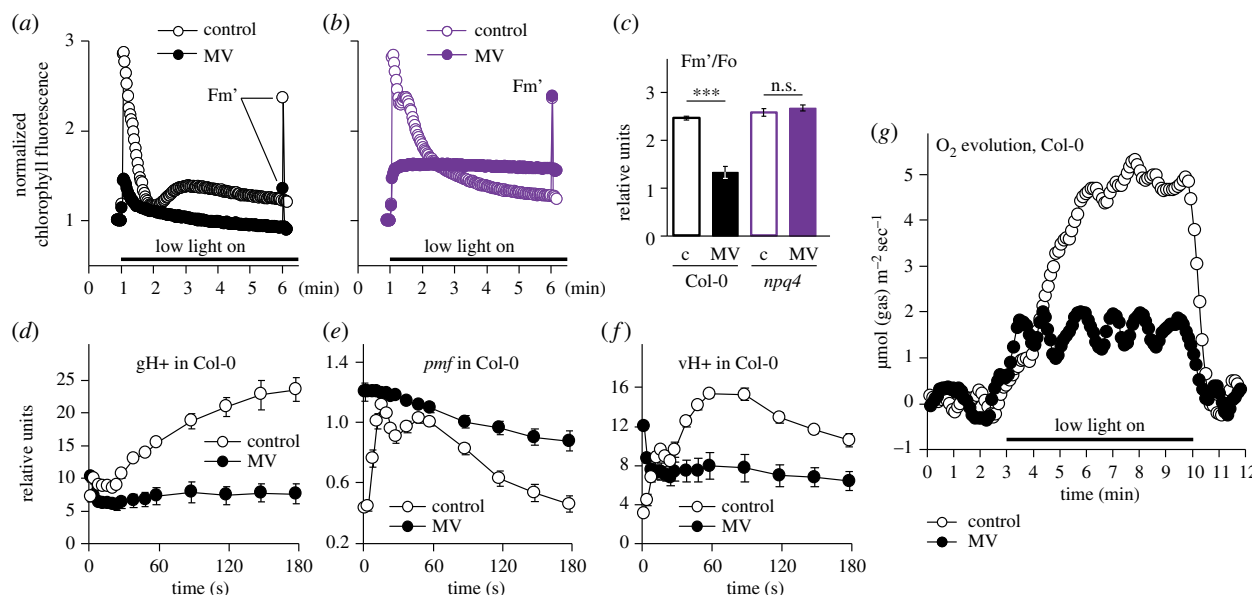 (a)
control
MV
3
2
1
normalized
chlorophyll fluorescence
Fm'
low light on
0 1 2 3 4 5 6 (min)
(b)
control
MV
Fm'
low light on
0 1 2 3 4 5 6 (min)
(c)
Fm'/Fo
*** n.s.
3
2
1
0
relative units
c MV c MV
Col-0 npq4
(d)
gH+ in Col-0
25
20
15
10
5
0
relative units
control
MV
0 60 120 180
time (s)
(e)
pmf in Col-0
1.4
1.0
0.6
0.2
control
MV
0 60 120 180
time (s)
(f)
vH+ in Col-0
16
12
8
4
0
control
MV
0 60 120 180
time (s)
(g)
O2 evolution, Col-0
6
5
4
3
2
1
0
−1
μmol (gas) m−2 sec−1
low light on
0 1 2 3 4 5 6 7 8 9 10 11 12
time (min)
control
MV